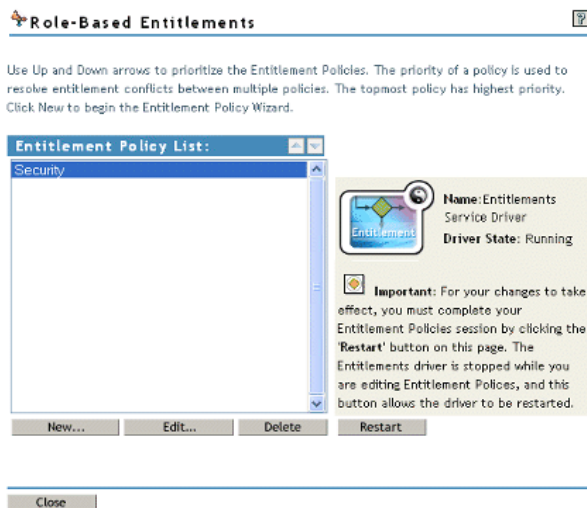 Role-Based Entitlements
?
Use Up and Down arrows to prioritize the Entitlement Policies. The priority of a policy is used to
resolve entitlement conflicts between multiple policies. The topmost policy has highest priority.
Click New to begin the Entitlement Policy Wizard.
Entitlement Policy List:
Security
Entitlement
Name:Entitlements
Service Driver
Driver State: Running
Important: For your changes to take
effect, you must complete your
Entitlement Policies session by clicking the
'Restart' button on this page. The
Entitlements driver is stopped while you
are editing Entitlement Polices, and this
button allows the driver to be restarted.
New...
Edit...
Delete
Restart
Close